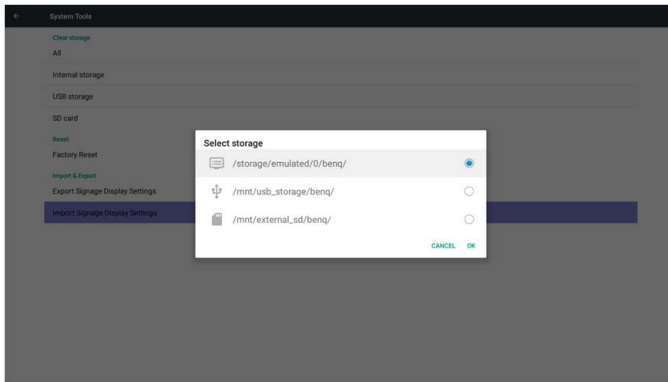 System Tools
Clear storage
All
Internal storage
USB storage
SD card
Reset
Factory Reset
Import & Export
Export Signage Display Settings
Import Signage Display Settings
Select storage
/storage/emulated/0/benq/
/mnt/usb_storage/benq/
/mnt/external_sd/benq/
CANCEL OK